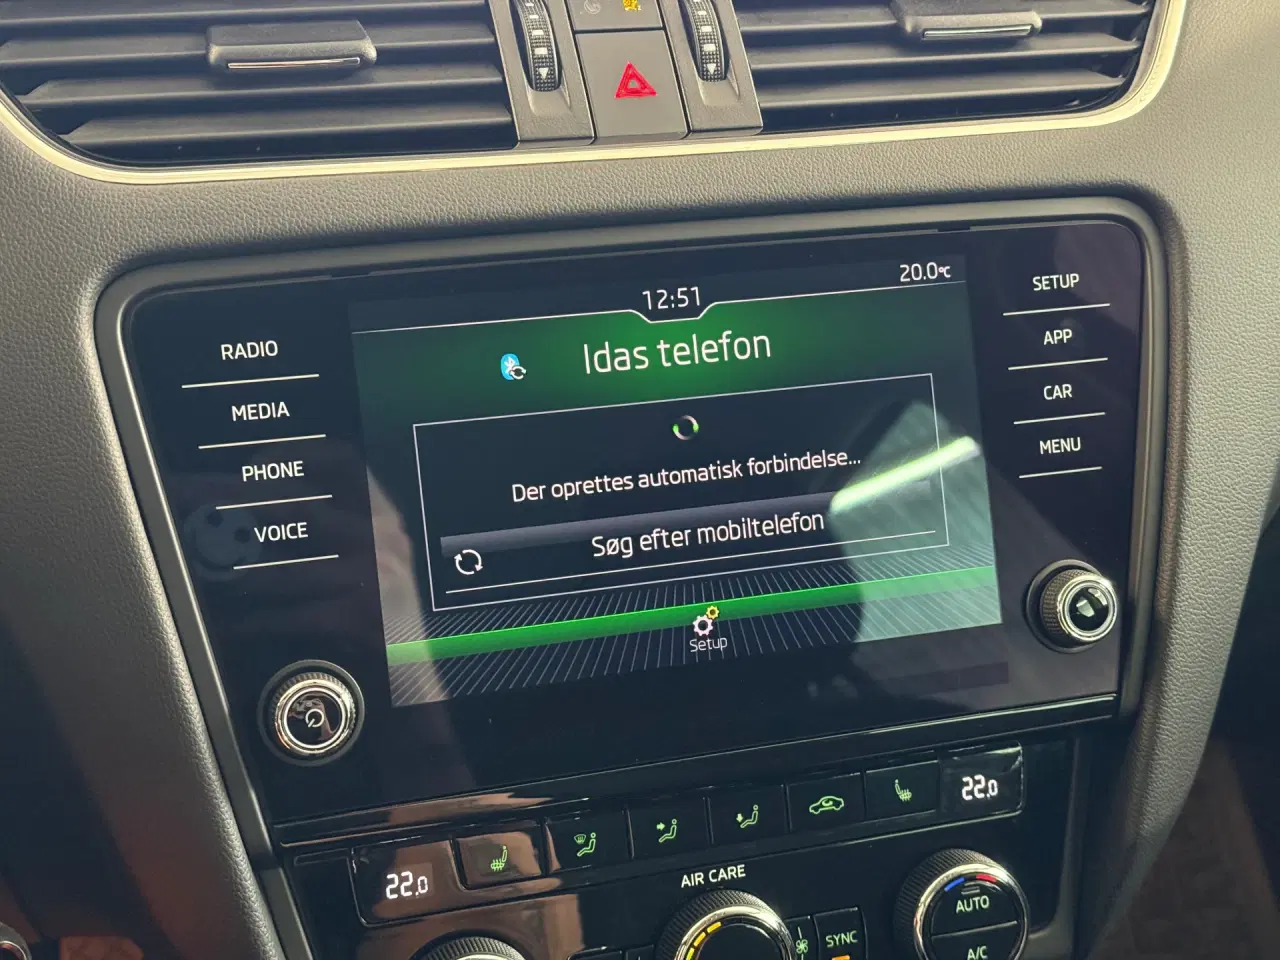 12:51
20.0°C
Idas telefon
Der oprettes automatisk forbindelse...
Søg efter mobiltelefon
Setup
RADIO
MEDIA
PHONE
VOICE
SETUP
APP
CAR
MENU
22.0
22.0
AIR CARE
SYNC
AUTO
A/C